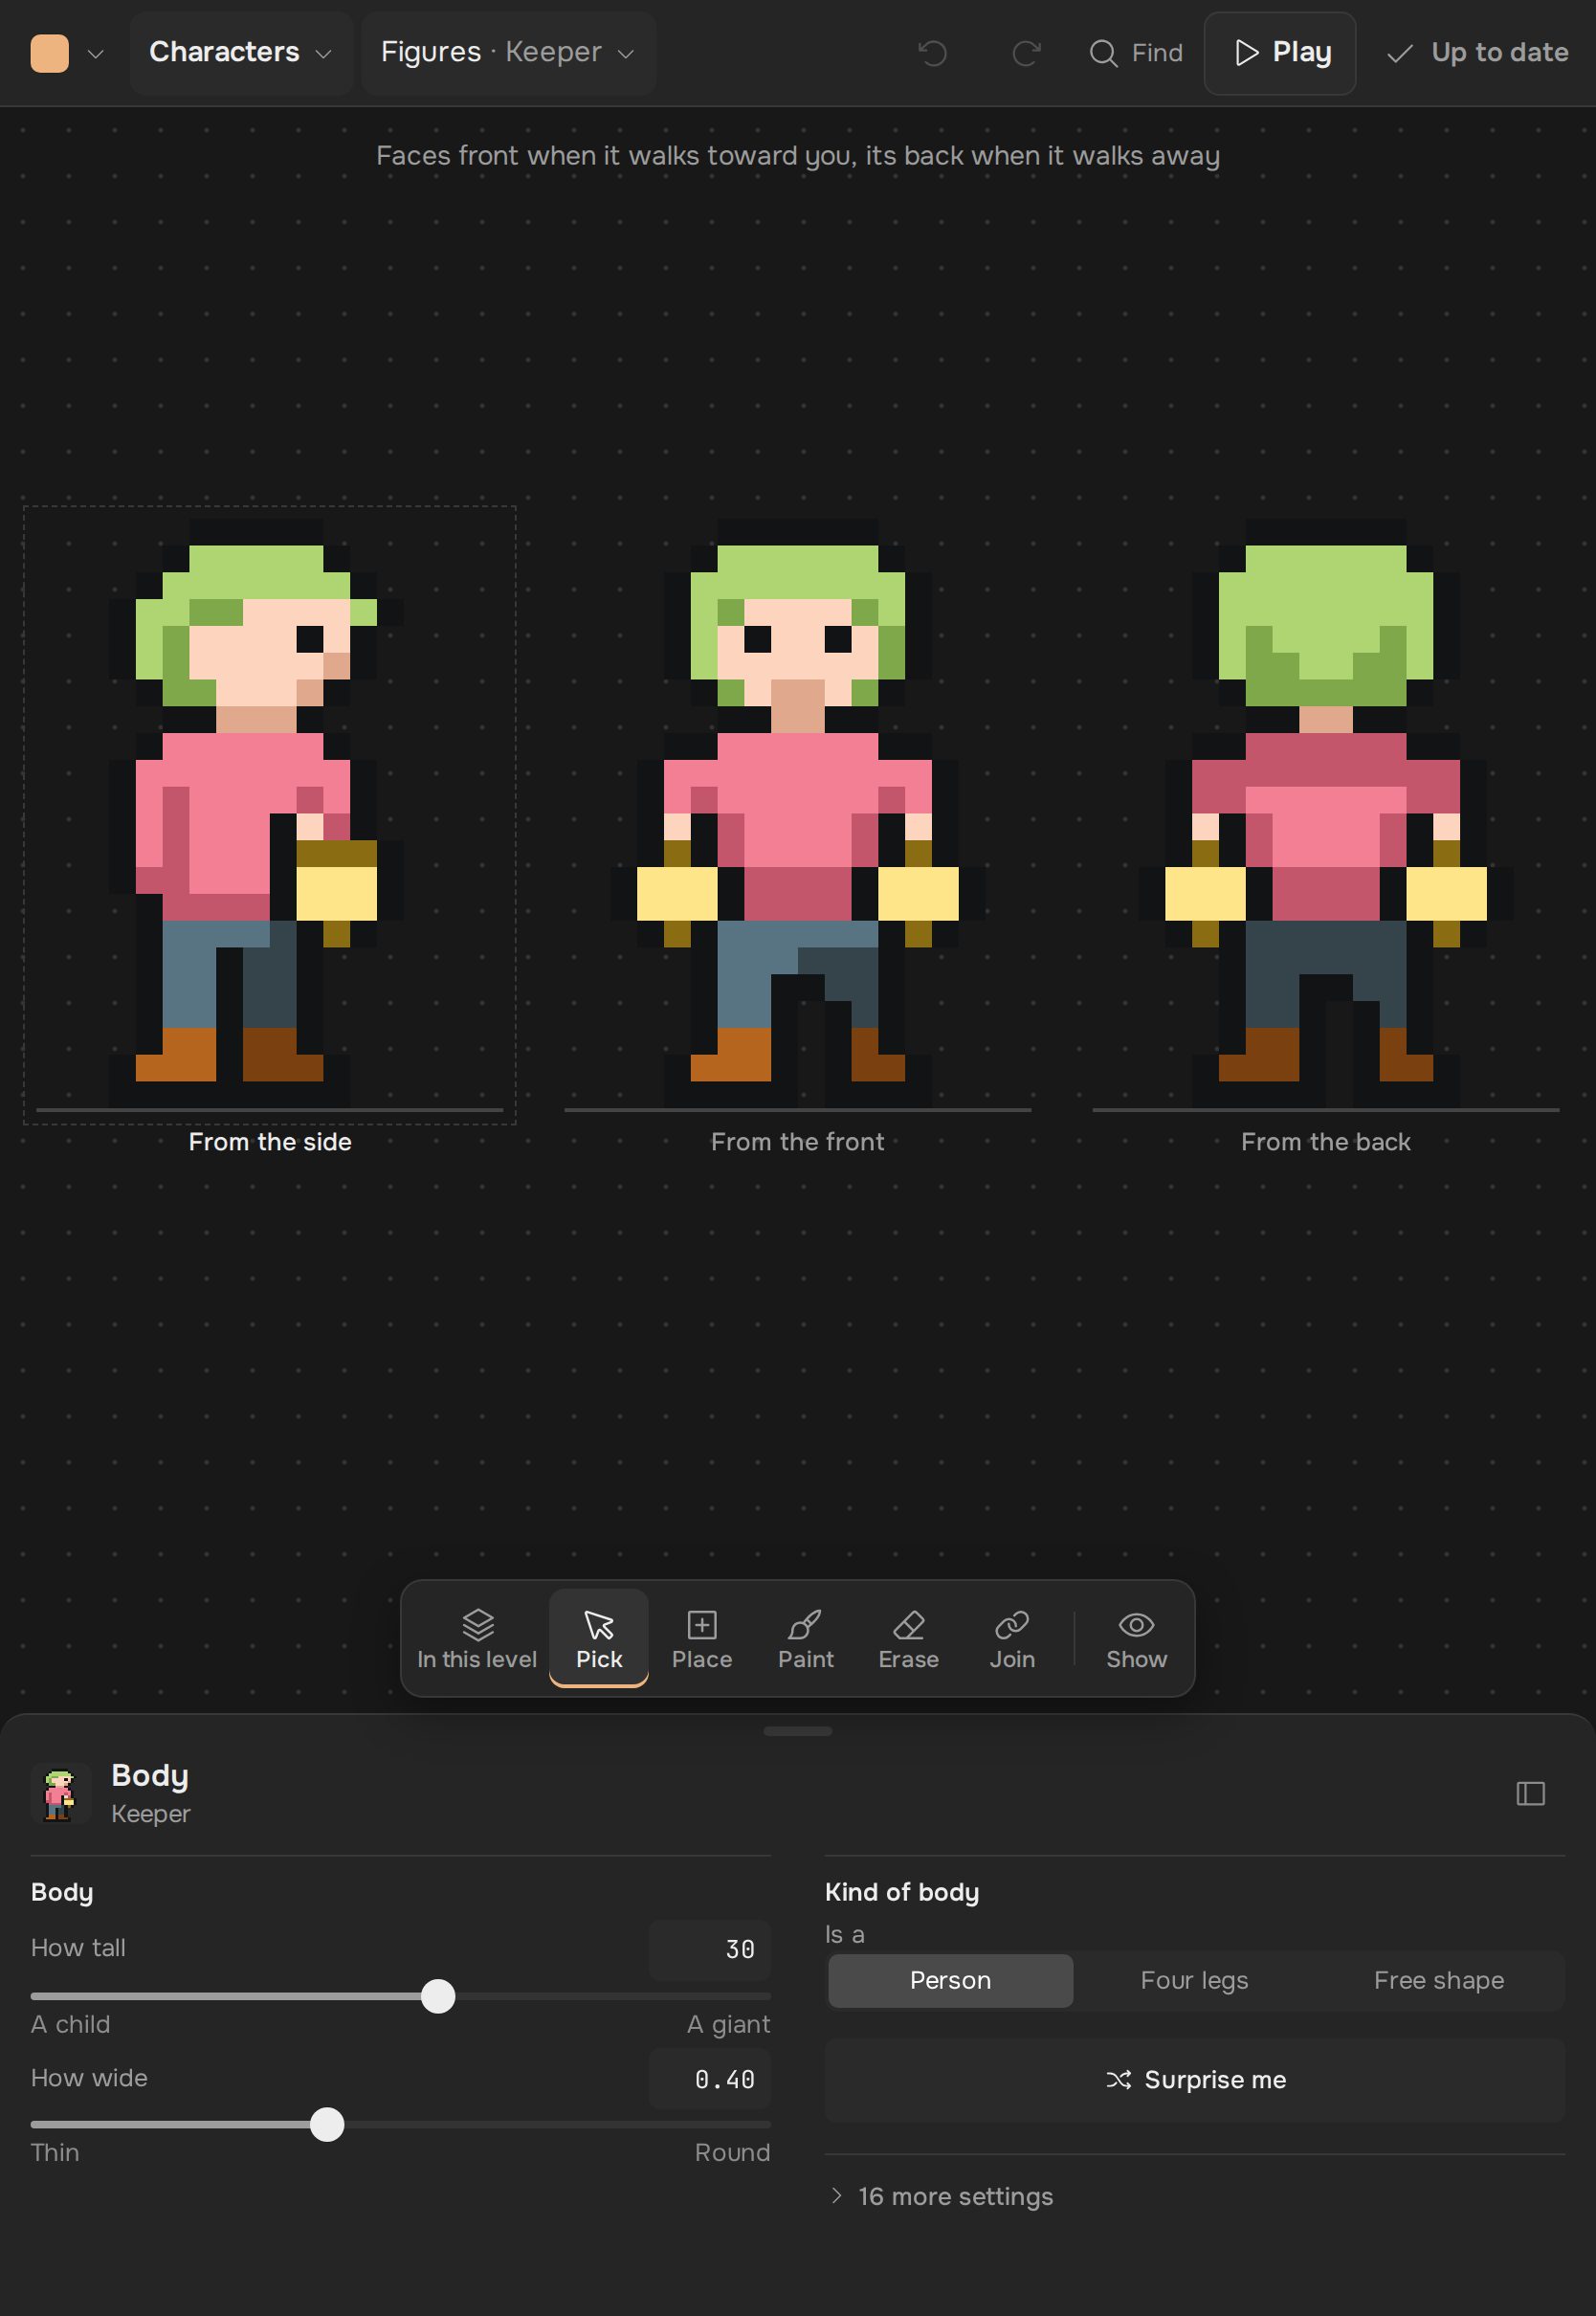 Characters
Figures · Keeper
Find
Play
Up to date
Faces front when it walks toward you, its back when it walks away
From the side
From the front
From the back
In this level
Pick
Place
Paint
Erase
Join
Show
Body
Keeper
Body
How tall
30
A child
A giant
How wide
0.40
Thin
Round
Kind of body
Is a
Person
Four legs
Free shape
Surprise me
16 more settings